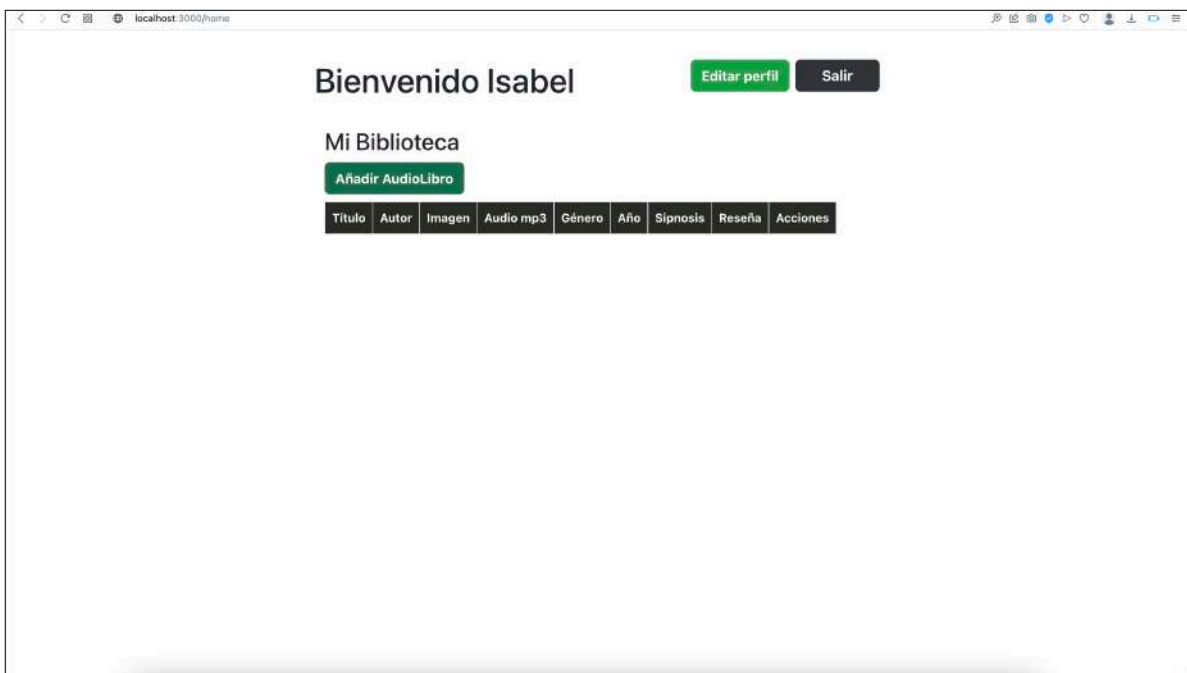 localhost:3000/home
Bienvenido Isabel
Editar perfil Salir
Mi Biblioteca
Añadir AudioLibro
Título Autor Imagen Audio mp3 Género Año Sipnosis Reseña Acciones